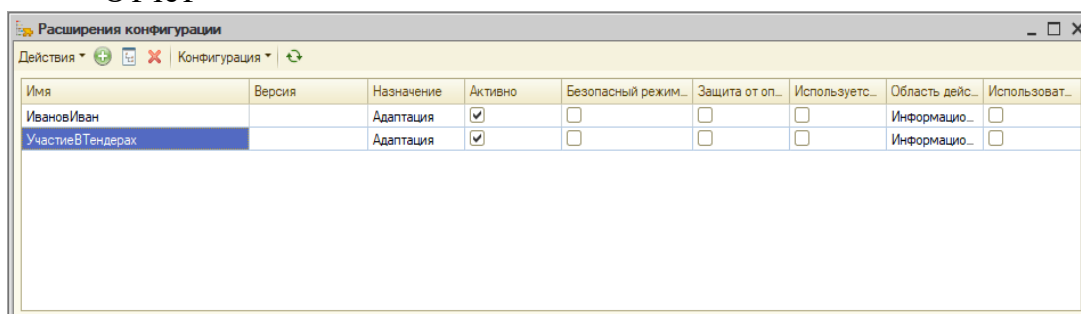 Расширения конфигурации
Действия Конфигурация
Имя Версия Назначение Активно Безопасный режим... Защита от оп... Используетс... Область дейс... Использоват...
ИвановИван Адаптация Информацио...
УчастиеВТендерах Адаптация Информацио...